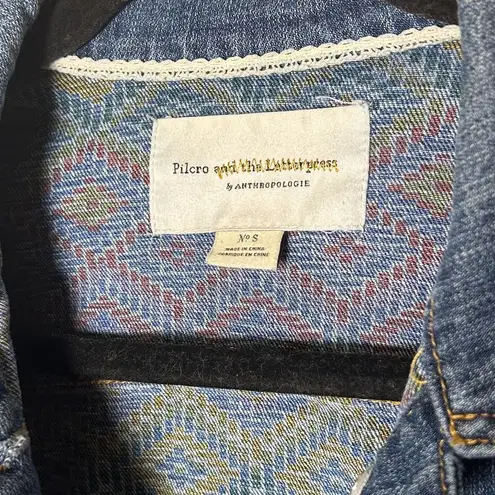 Pilcro and the Letterpress
by ANTHROPOLOGIE
Nº S
MADE IN CHINA
FABRIQUÉ EN CHINE